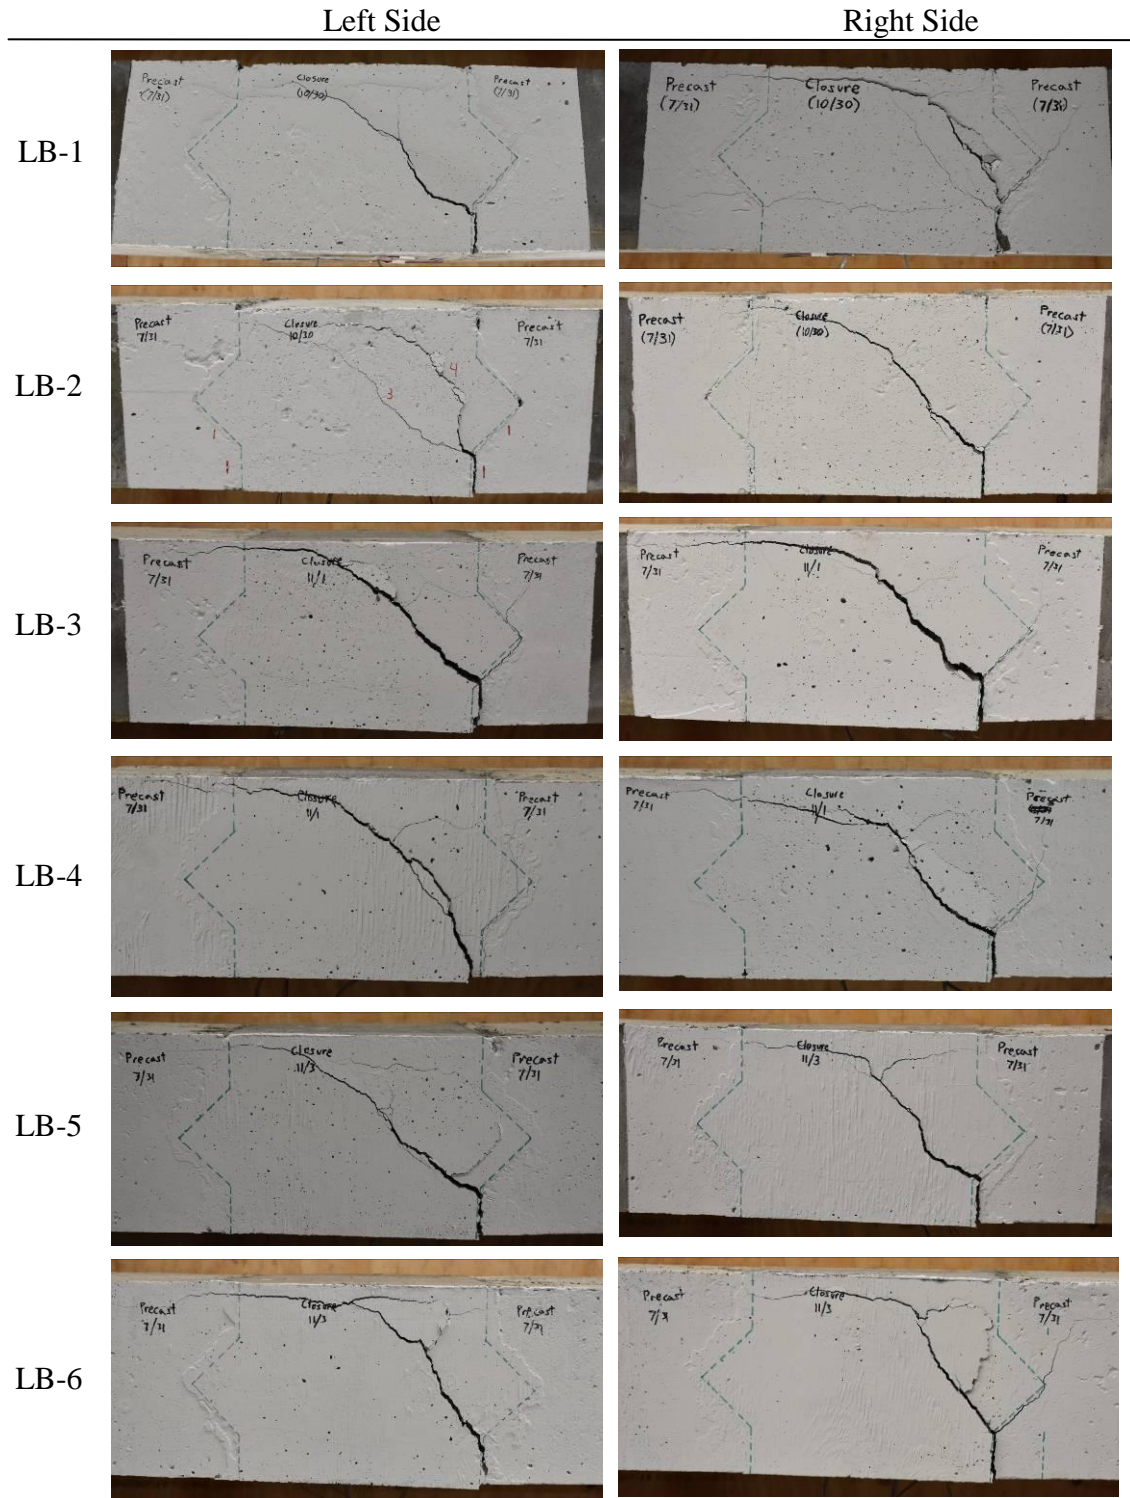 Left Side
Right Side
LB-1
Precast
(7/31)
Closure
(10/30)
Precast
(7/31)
Precast
(7/31)
Closure
(10/30)
Precast
(7/31)
LB-2
Precast
7/31
Closure
10/30
Precast
7/31
4
3
1
1
1
1
Precast
(7/31)
Closure
(10/30)
Precast
(7/31)
LB-3
Precast
7/31
Closure
11/1
Precast
7/31
Precast
7/31
Closure
11/1
Precast
7/31
LB-4
Precast
7/31
Closure
11/1
Precast
7/31
Precast
7/31
Closure
11/1
Precast
7/31
LB-5
Precast
7/31
Closure
11/3
Precast
7/31
Precast
7/31
Closure
11/3
Precast
7/31
LB-6
Precast
7/31
Closure
11/3
Precast
7/31
Precast
7/31
Closure
11/3
Precast
7/31